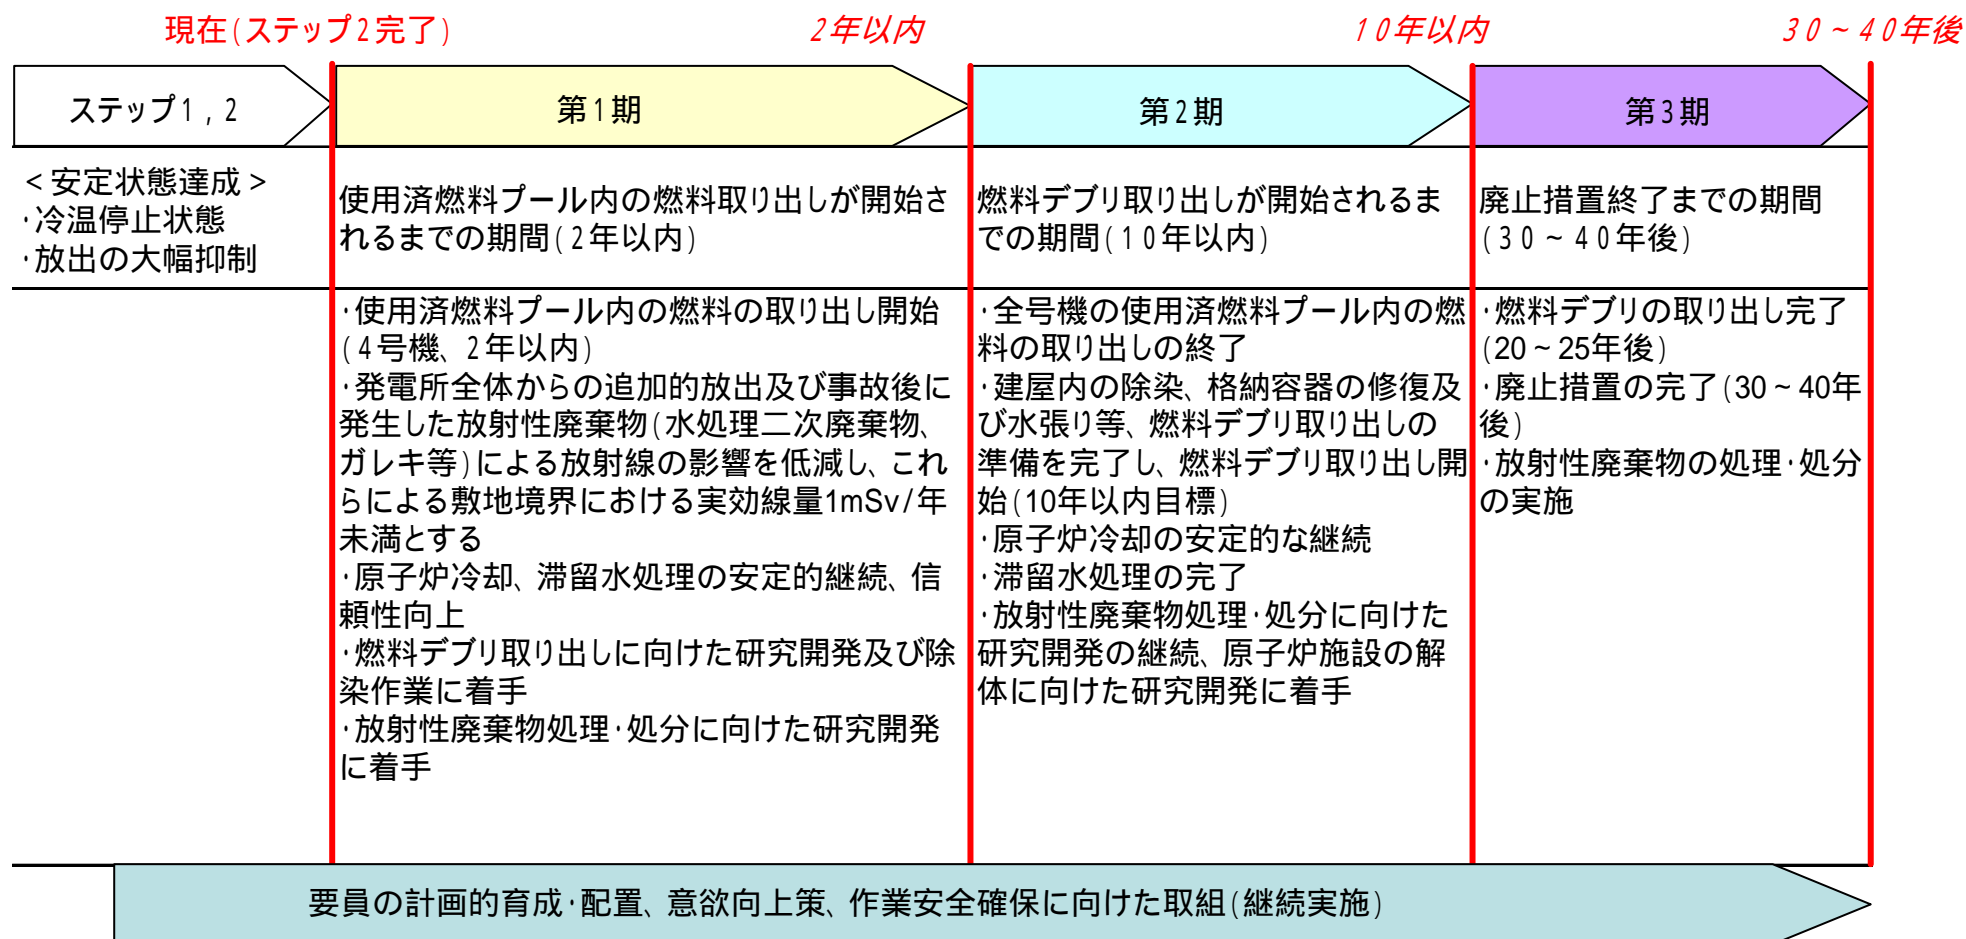 現在(ステップ2完了)
2年以内
10年以内
30~40年後
ステップ1,2
第1期
第2期
第3期
<安定状態達成>
・冷温停止状態
・放出の大幅抑制
使用済燃料プール内の燃料取り出しが開始さ
れるまでの期間(2年以内)
燃料デブリ取り出しが開始されるま
での期間(10年以内)
廃止措置終了までの期間
(30~40年後)
・使用済燃料プール内の燃料の取り出し開始
(4号機、2年以内)
・発電所全体からの追加的放出及び事故後に
発生した放射性廃棄物(水処理二次廃棄物、
ガレキ等)による放射線の影響を低減し、これ
らによる敷地境界における実効線量1mSv/年
未満とする
・原子炉冷却、滞留水処理の安定的継続、信
頼性向上
・燃料デブリ取り出しに向けた研究開発及び除
染作業に着手
・放射性廃棄物処理・処分に向けた研究開発
に着手
・全号機の使用済燃料プール内の燃
料の取り出しの終了
・建屋内の除染、格納容器の修復及
び水張り等、燃料デブリ取り出しの
準備を完了し、燃料デブリ取り出し開
始(10年以内目標)
・原子炉冷却の安定的な継続
・滞留水処理の完了
・放射性廃棄物処理・処分に向けた
研究開発の継続、原子炉施設の解
体に向けた研究開発に着手
・燃料デブリの取り出し完了
(20~25年後)
・廃止措置の完了(30~40年
後)
・放射性廃棄物の処理・処分
の実施
要員の計画的育成・配置、意欲向上策、作業安全確保に向けた取組(継続実施)